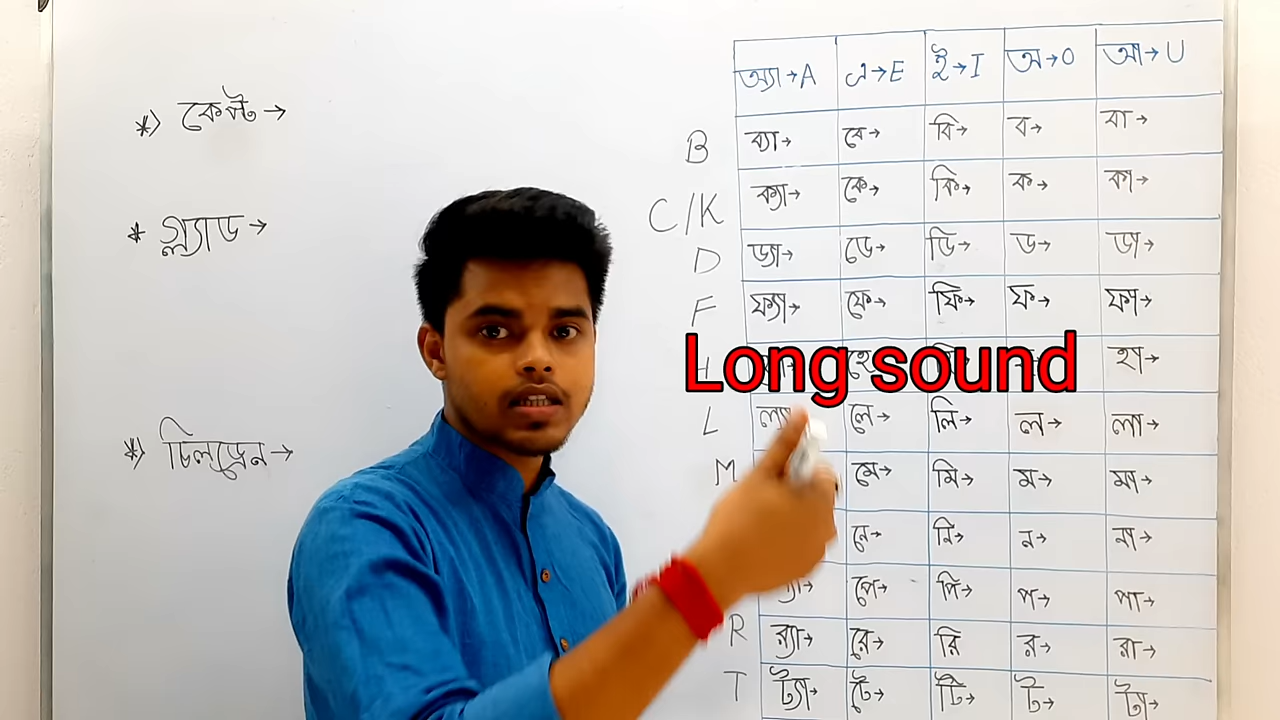 *) কেপ্ট →
* গ্ল্যাড →
*) চিলড্রেন →
অ্যা→A এ→E ই→I অ→O আ→U
B ব্যা→ বে→ বি→ ব→ বা→
C/K ক্যা→ কে→ কি→ ক→ কা→
D ড্যা→ ডে→ ডি→ ড→ ডা→
F ফ্যা→ ফে→ ফি→ ফ→ ফা→
হা→
Long sound
L ল্যা লে→ লি→ ল→ লা→
M মে→ মি→ ম→ মা→
নে→ নি→ ন→ না→
পে→ পি→ প→ পা→
R র‍্যা→ রে→ রি র→ রা→
T ট্যা→ টে→ টি→ ট→ টা→